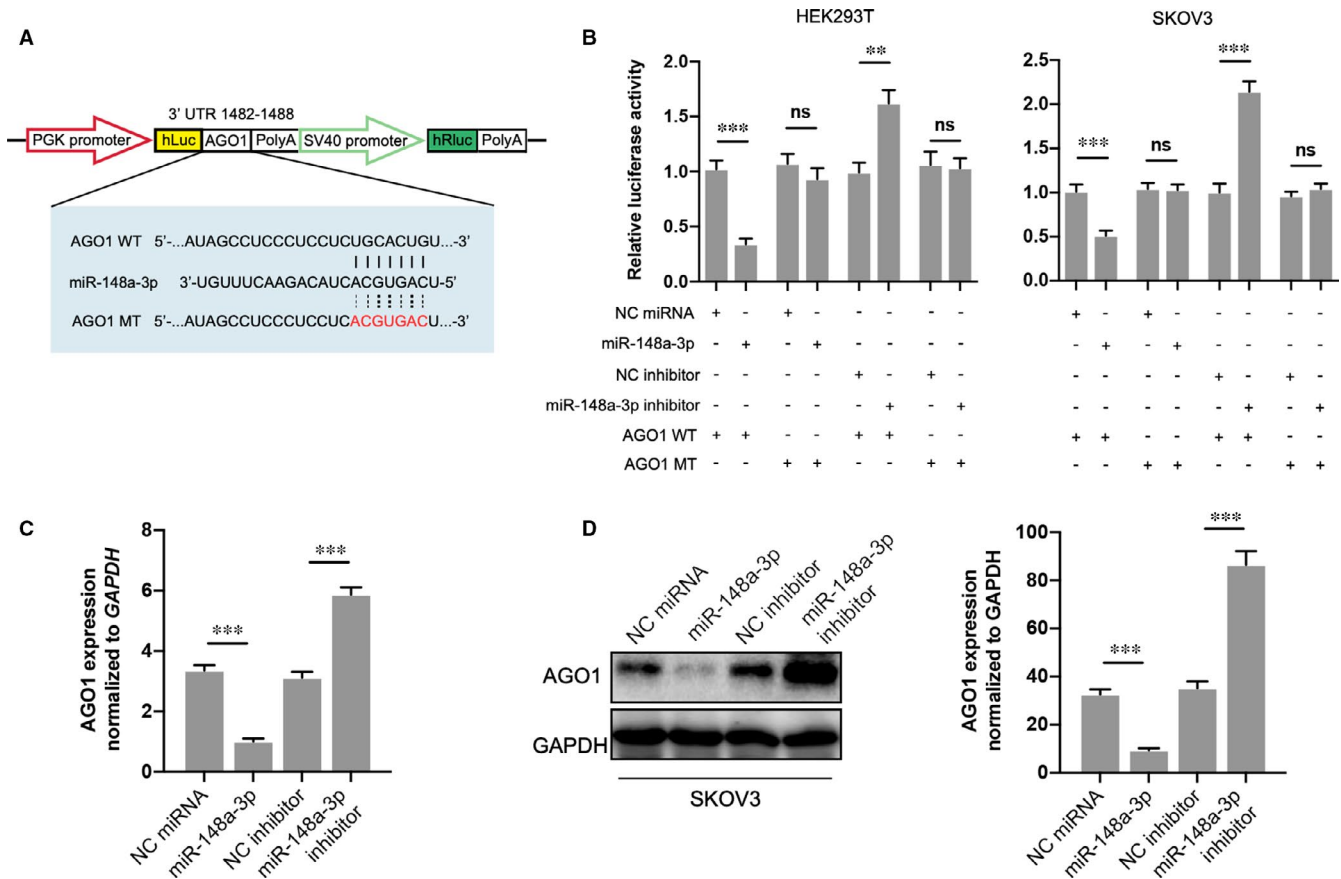 A
3' UTR 1482-1488
PGK promoter hLuc AGO1 PolyA SV40 promoter hRluc PolyA
AGO1 WT 5'-...AUAGCCUCCCUCCUCUGCACUGU...-3'
miR-148a-3p 3'-UGUUUCAAGACAUCACGUGACU-5'
AGO1 MT 5'-...AUAGCCUCCCUCCUCACGUGACU...-3'
B
HEK293T
Relative luciferase activity
2.0
1.5
1.0
0.5
0.0
*** ns ** ns
NC miRNA + - - - - - - -
miR-148a-3p - + - + - - - -
NC inhibitor - - - - + - + -
miR-148a-3p inhibitor - - - - - + - +
AGO1 WT + + - - + + - -
AGO1 MT - - + + - - + +
SKOV3
2.5
2.0
1.5
1.0
0.5
0.0
*** ns *** ns
+ - + - - - - -
- + - + - - - -
- - - - + - + -
- - - - - + - +
+ + - - + + - -
- - + + - - + +
C
AGO1 expression
normalized to GAPDH
8
6
4
2
0
*** ***
NC miRNA
miR-148a-3p
NC inhibitor
miR-148a-3p
inhibitor
D
NC miRNA
miR-148a-3p
NC inhibitor
miR-148a-3p
inhibitor
AGO1
GAPDH
SKOV3
AGO1 expression
normalized to GAPDH
100
80
60
40
20
0
*** ***
NC miRNA
miR-148a-3p
NC inhibitor
miR-148a-3p
inhibitor